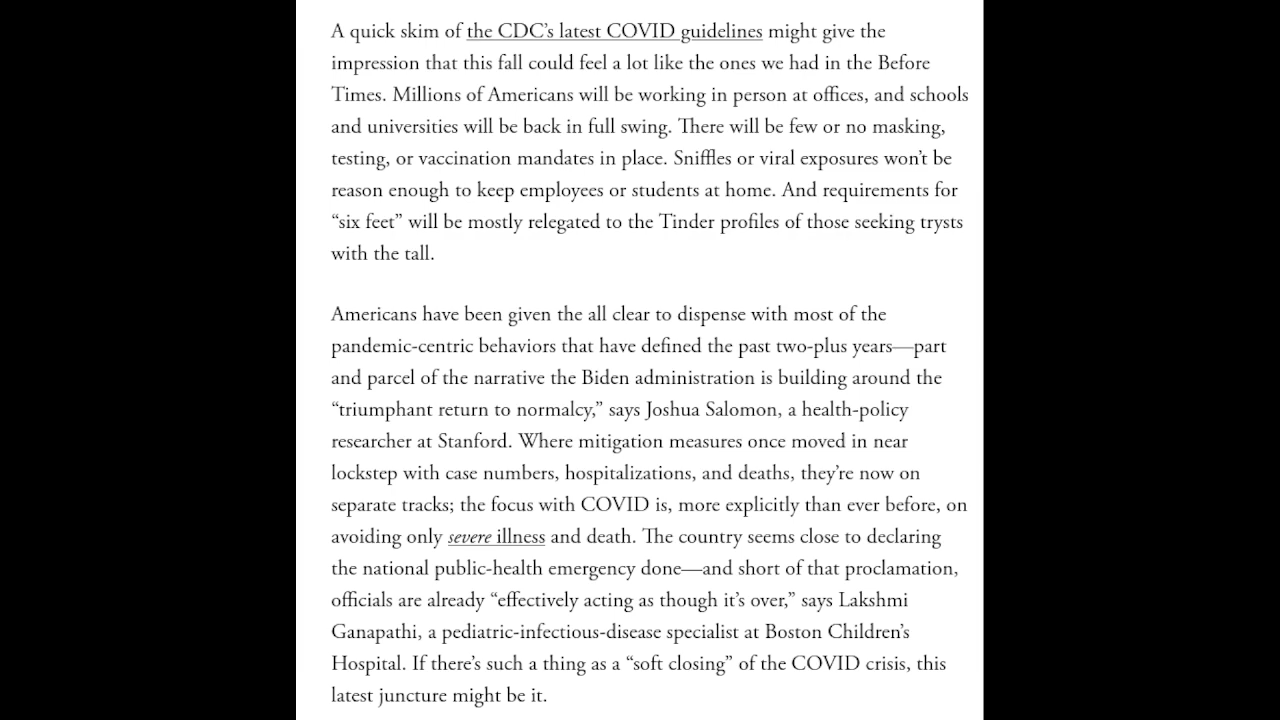 A quick skim of the CDC’s latest COVID guidelines might give the
impression that this fall could feel a lot like the ones we had in the Before
Times. Millions of Americans will be working in person at offices, and schools
and universities will be back in full swing. There will be few or no masking,
testing, or vaccination mandates in place. Sniffles or viral exposures won’t be
reason enough to keep employees or students at home. And requirements for
“six feet” will be mostly relegated to the Tinder profiles of those seeking trysts
with the tall.
Americans have been given the all clear to dispense with most of the
pandemic-centric behaviors that have defined the past two-plus years—part
and parcel of the narrative the Biden administration is building around the
“triumphant return to normalcy,” says Joshua Salomon, a health-policy
researcher at Stanford. Where mitigation measures once moved in near
lockstep with case numbers, hospitalizations, and deaths, they’re now on
separate tracks; the focus with COVID is, more explicitly than ever before, on
avoiding only severe illness and death. The country seems close to declaring
the national public-health emergency done—and short of that proclamation,
officials are already “effectively acting as though it’s over,” says Lakshmi
Ganapathi, a pediatric-infectious-disease specialist at Boston Children’s
Hospital. If there’s such a thing as a “soft closing” of the COVID crisis, this
latest juncture might be it.